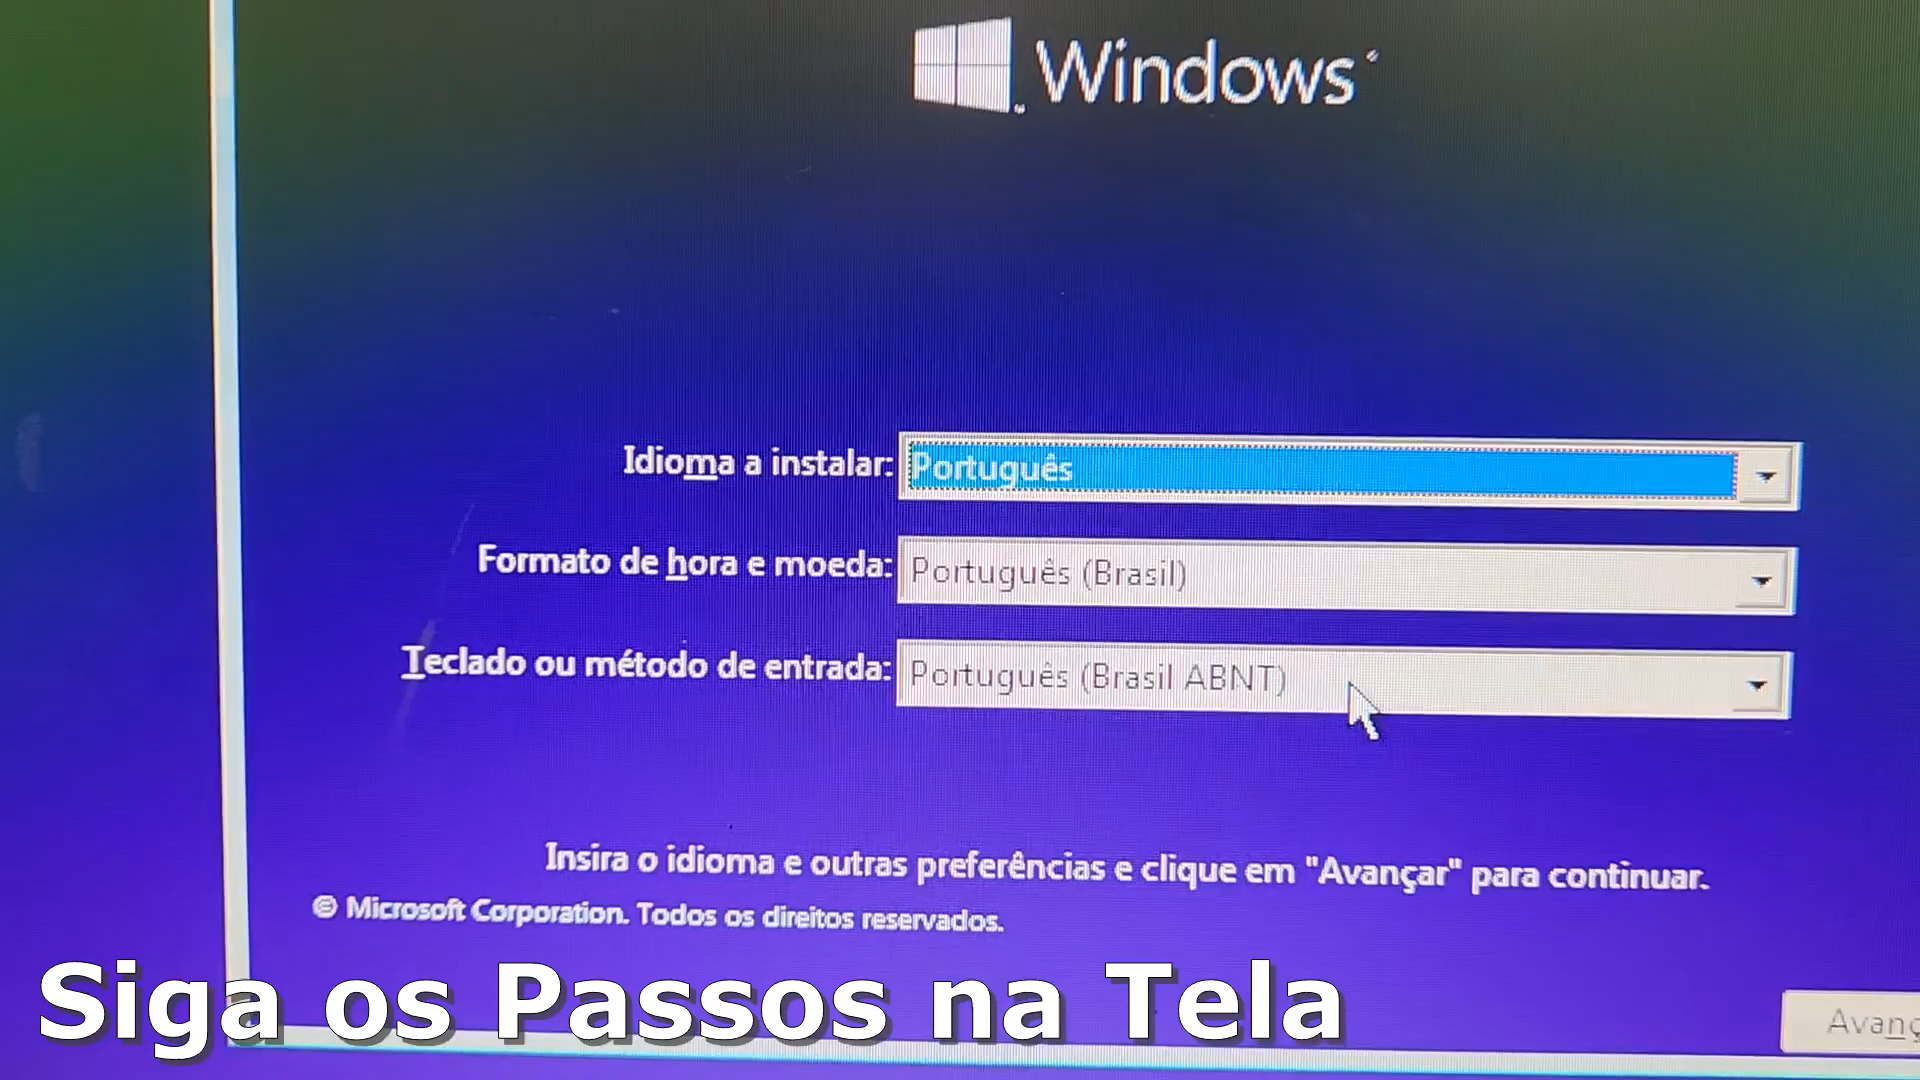 Windows
Idioma a instalar: Português
Formato de hora e moeda: Português (Brasil)
Teclado ou método de entrada: Português (Brasil ABNT)
Insira o idioma e outras preferências e clique em "Avançar" para continuar.
© Microsoft Corporation. Todos os direitos reservados.
Siga os Passos na Tela